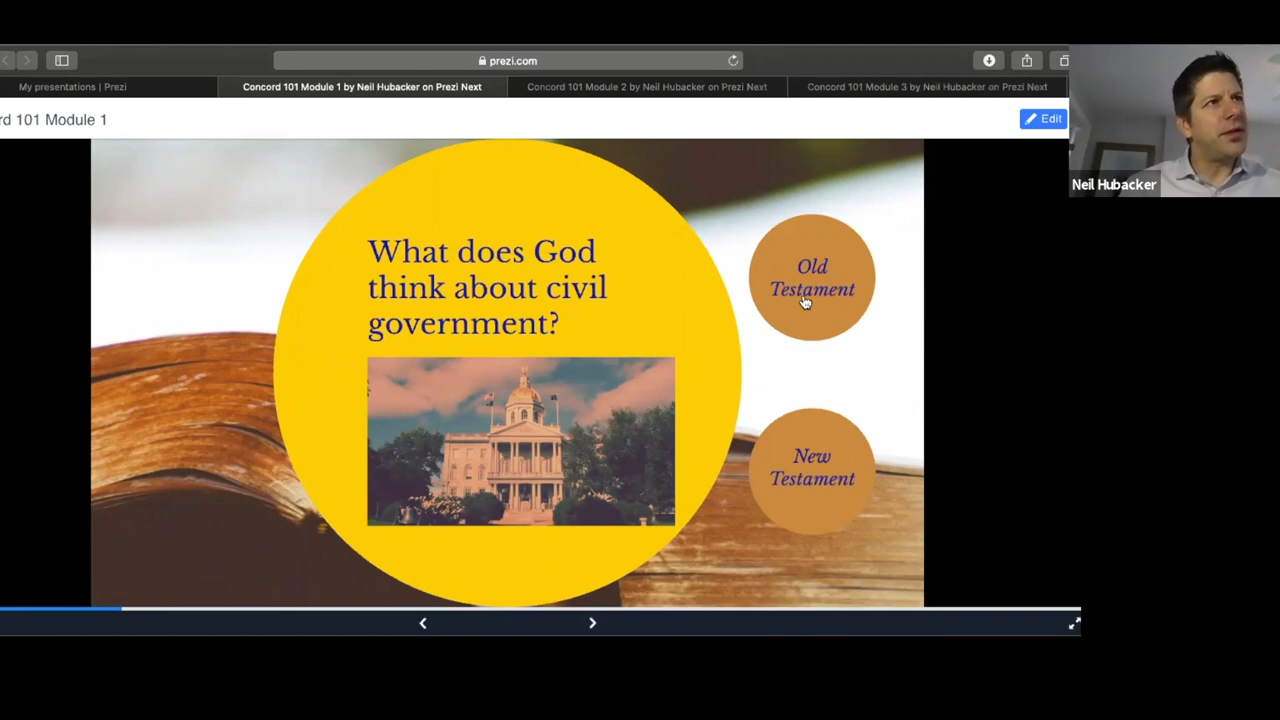 prezi.com
My presentations | Prezi
Concord 101 Module 1 by Neil Hubacker on Prezi Next
Concord 101 Module 2 by Neil Hubacker on Prezi Next
Concord 101 Module 3 by Neil Hubacker on Prezi Next
rd 101 Module 1
Edit
Neil Hubacker
What does God
think about civil
government?
Old
Testament
New
Testament